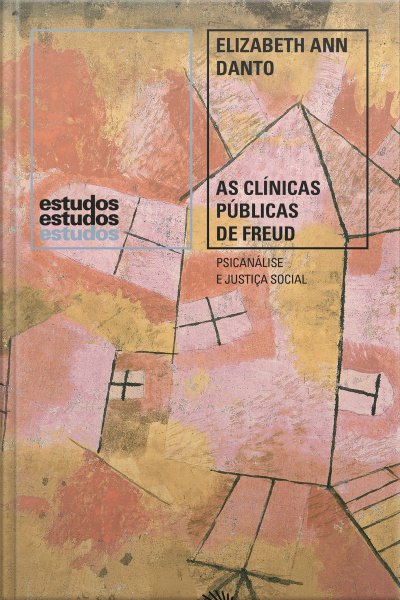 ELIZABETH ANN
DANTO
AS CLÍNICAS
PÚBLICAS
DE FREUD
PSICANÁLISE
E JUSTIÇA SOCIAL
estudos
estudos
estudos